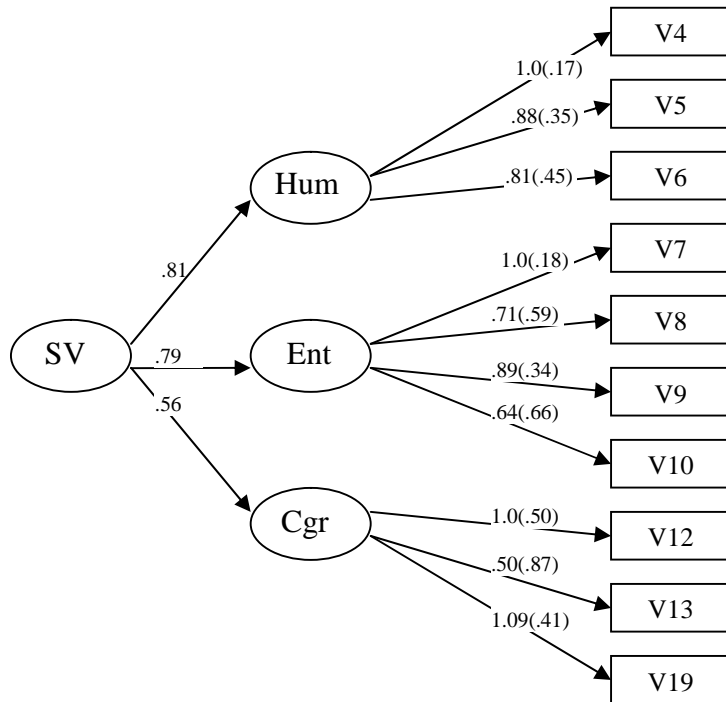 V4
1.0(.17)
V5
.88(.35)
Hum
.81(.45)
V6
V7
1.0(.18)
.81
.71(.59)
V8
SV
.79
Ent
.89(.34)
V9
.56
.64(.66)
V10
Cgr
1.0(.50)
V12
.50(.87)
V13
1.09(.41)
V19